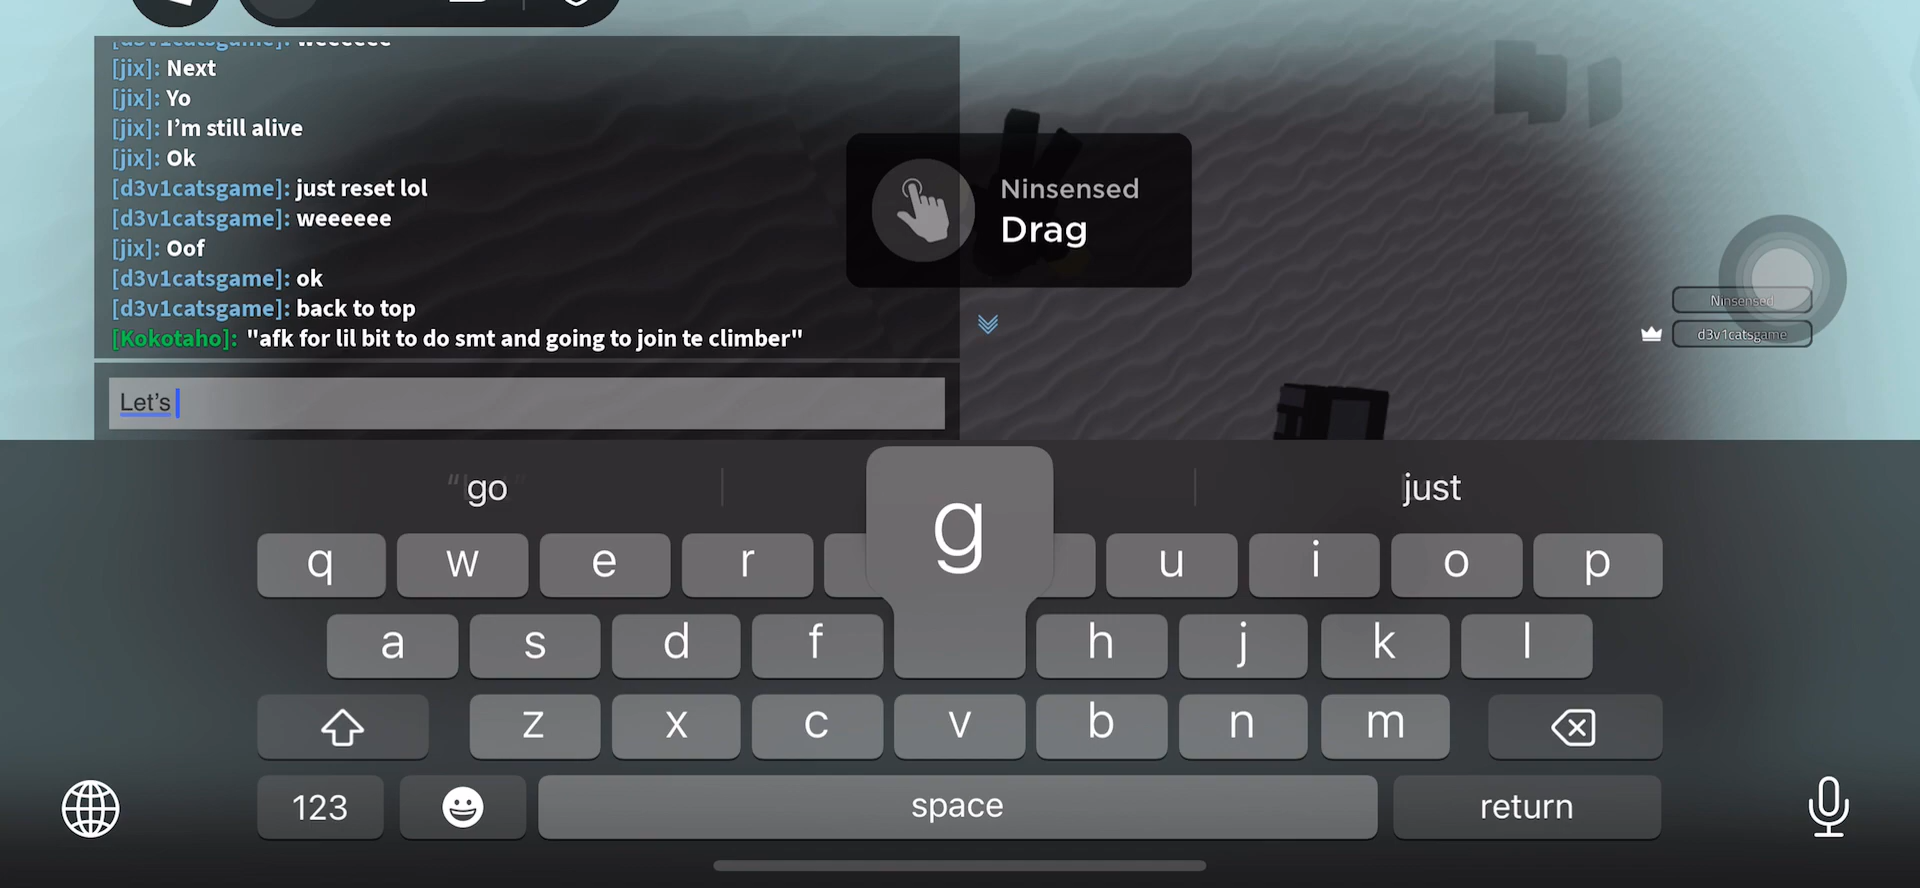 [d3v1catsgame]: weeeeee
[jix]: Next
[jix]: Yo
[jix]: I’m still alive
[jix]: Ok
[d3v1catsgame]: just reset lol
[d3v1catsgame]: weeeeee
[jix]: Oof
[d3v1catsgame]: ok
[d3v1catsgame]: back to top
[Kokotaho]: "afk for lil bit to do smt and going to join te climber"
Ninsensed
Drag
Ninsensed
d3v1catsgame
Let’s
go
just
g
q w e r u i o p
a s d f h j k l
z x c v b n m
123 space return